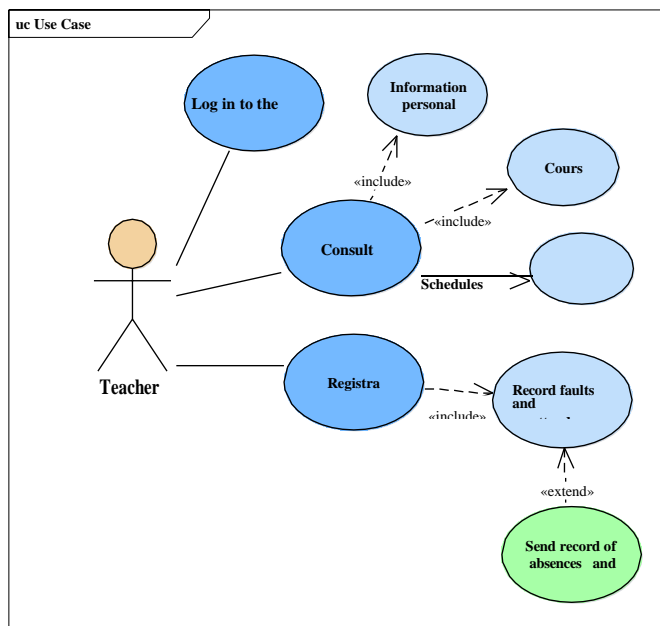 uc Use Case
Log in to the
Information
personal
«include»
Cours
«include»
Consult
Schedules
Registra
Record faults
and
«include»
Teacher
«extend»
Send record of
absences and